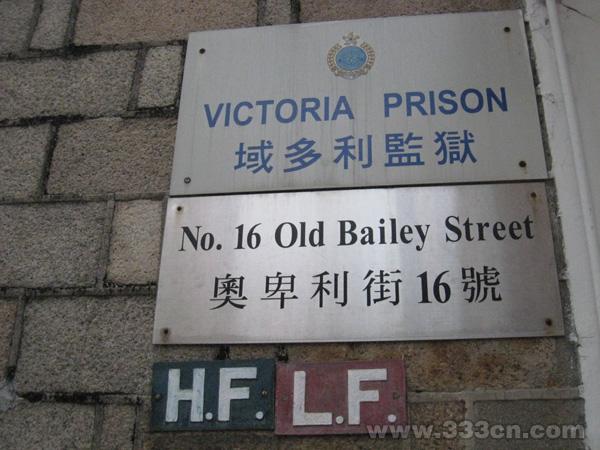 VICTORIA PRISON
域多利監獄
No. 16 Old Bailey Street
奧卑利街16號
H.F. L.F.
www.333cn.com